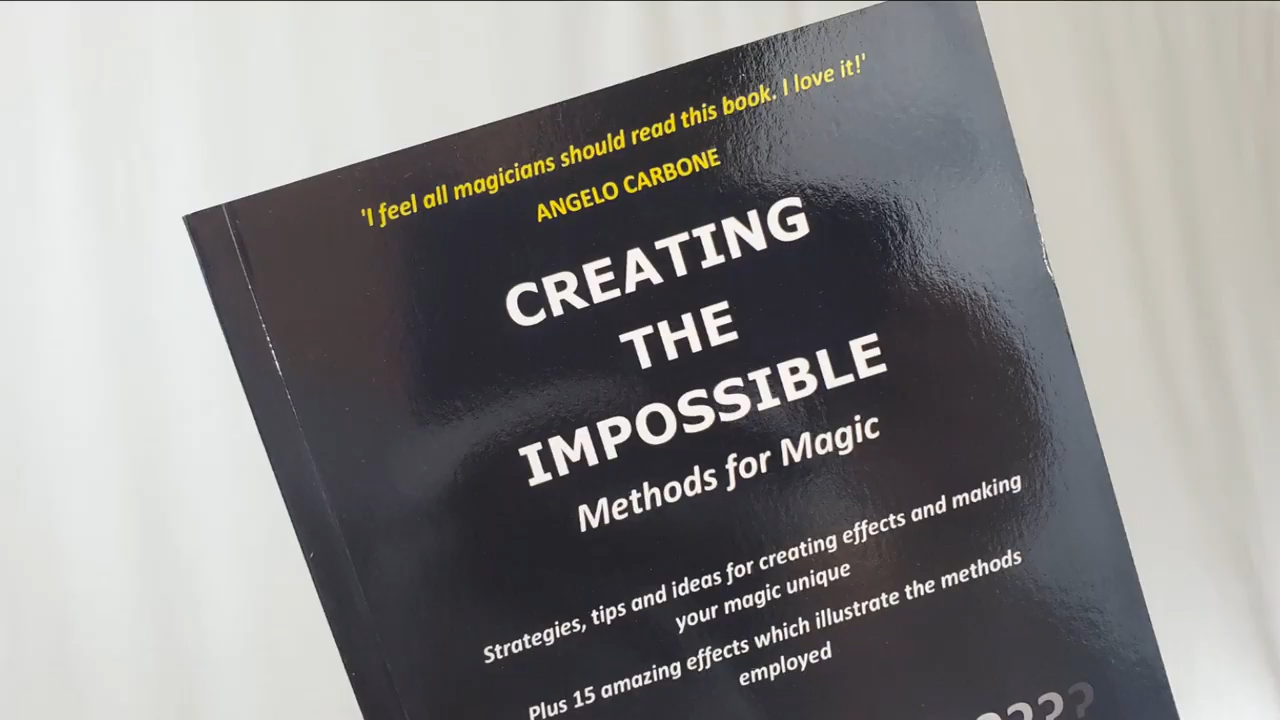 'I feel all magicians should read this book. I love it!'
ANGELO CARBONE
CREATING
THE
IMPOSSIBLE
Methods for Magic
Strategies, tips and ideas for creating effects and making
your magic unique
Plus 15 amazing effects which illustrate the methods
employed
????